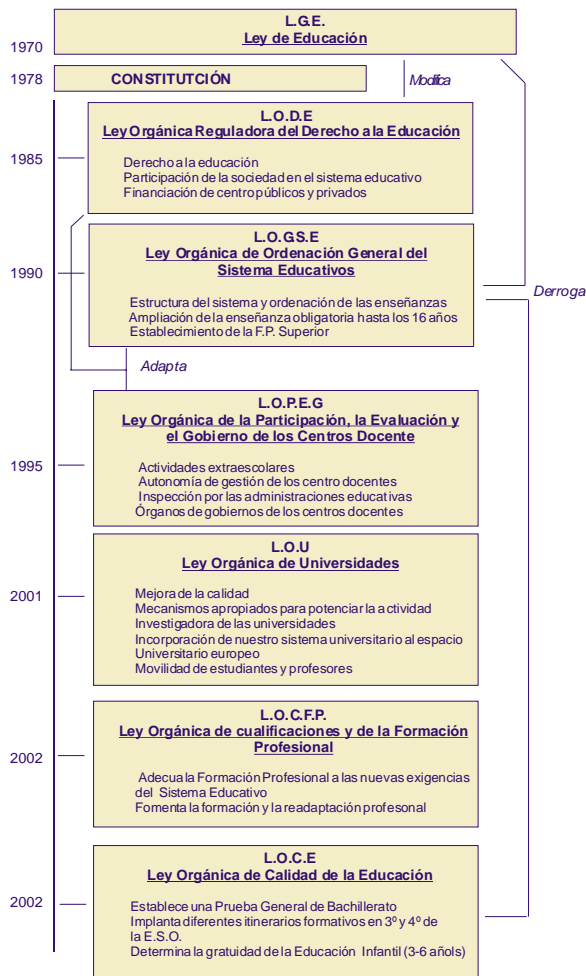 L.G.E.
Ley de Educación
1970
1978
CONSTITUTCIÓN
Modifica
L.O.D.E
Ley Orgánica Reguladora del Derecho a la Educación
1985
Derecho a la educación
Participación de la sociedad en el sistema educativo
Financiación de centro públicos y privados
L.O.GS.E
Ley Orgánica de Ordenación General del
Sistema Educativos
1990
Derroga
Estructura del sistema y ordenación de las enseñanzas
Ampliación de la enseñanza obligatoria hasta los 16 años
Establecimiento de la F.P. Superior
Adapta
L.O.P.E.G
Ley Orgánica de la Participación, la Evaluación y
el Gobierno de los Centros Docente
1995
Actividades extraescolares
Autonomía de gestión de los centro docentes
Inspección por las administraciones educativas
Órganos de gobiernos de los centros docentes
L.O.U
Ley Orgánica de Universidades
2001
Mejora de la calidad
Mecanismos apropiados para potenciar la actividad
Investigadora de las universidades
Incorporación de nuestro sistema universitario al espacio
Universitario europeo
Movilidad de estudiantes y profesores
L.O.C.F.P.
Ley Orgánica de cualificaciones y de la Formación
Profesional
2002
Adecua la Formación Profesional a las nuevas exigencias
del Sistema Educativo
Fomenta la formación y la readaptación profesonal
L.O.C.E
Ley Orgánica de Calidad de la Educación
2002
Establece una Prueba General de Bachillerato
Implanta diferentes itinerarios formativos en 3º y 4º de
la E.S.O.
Determina la gratuidad de la Educación Infantil (3-6 añols)